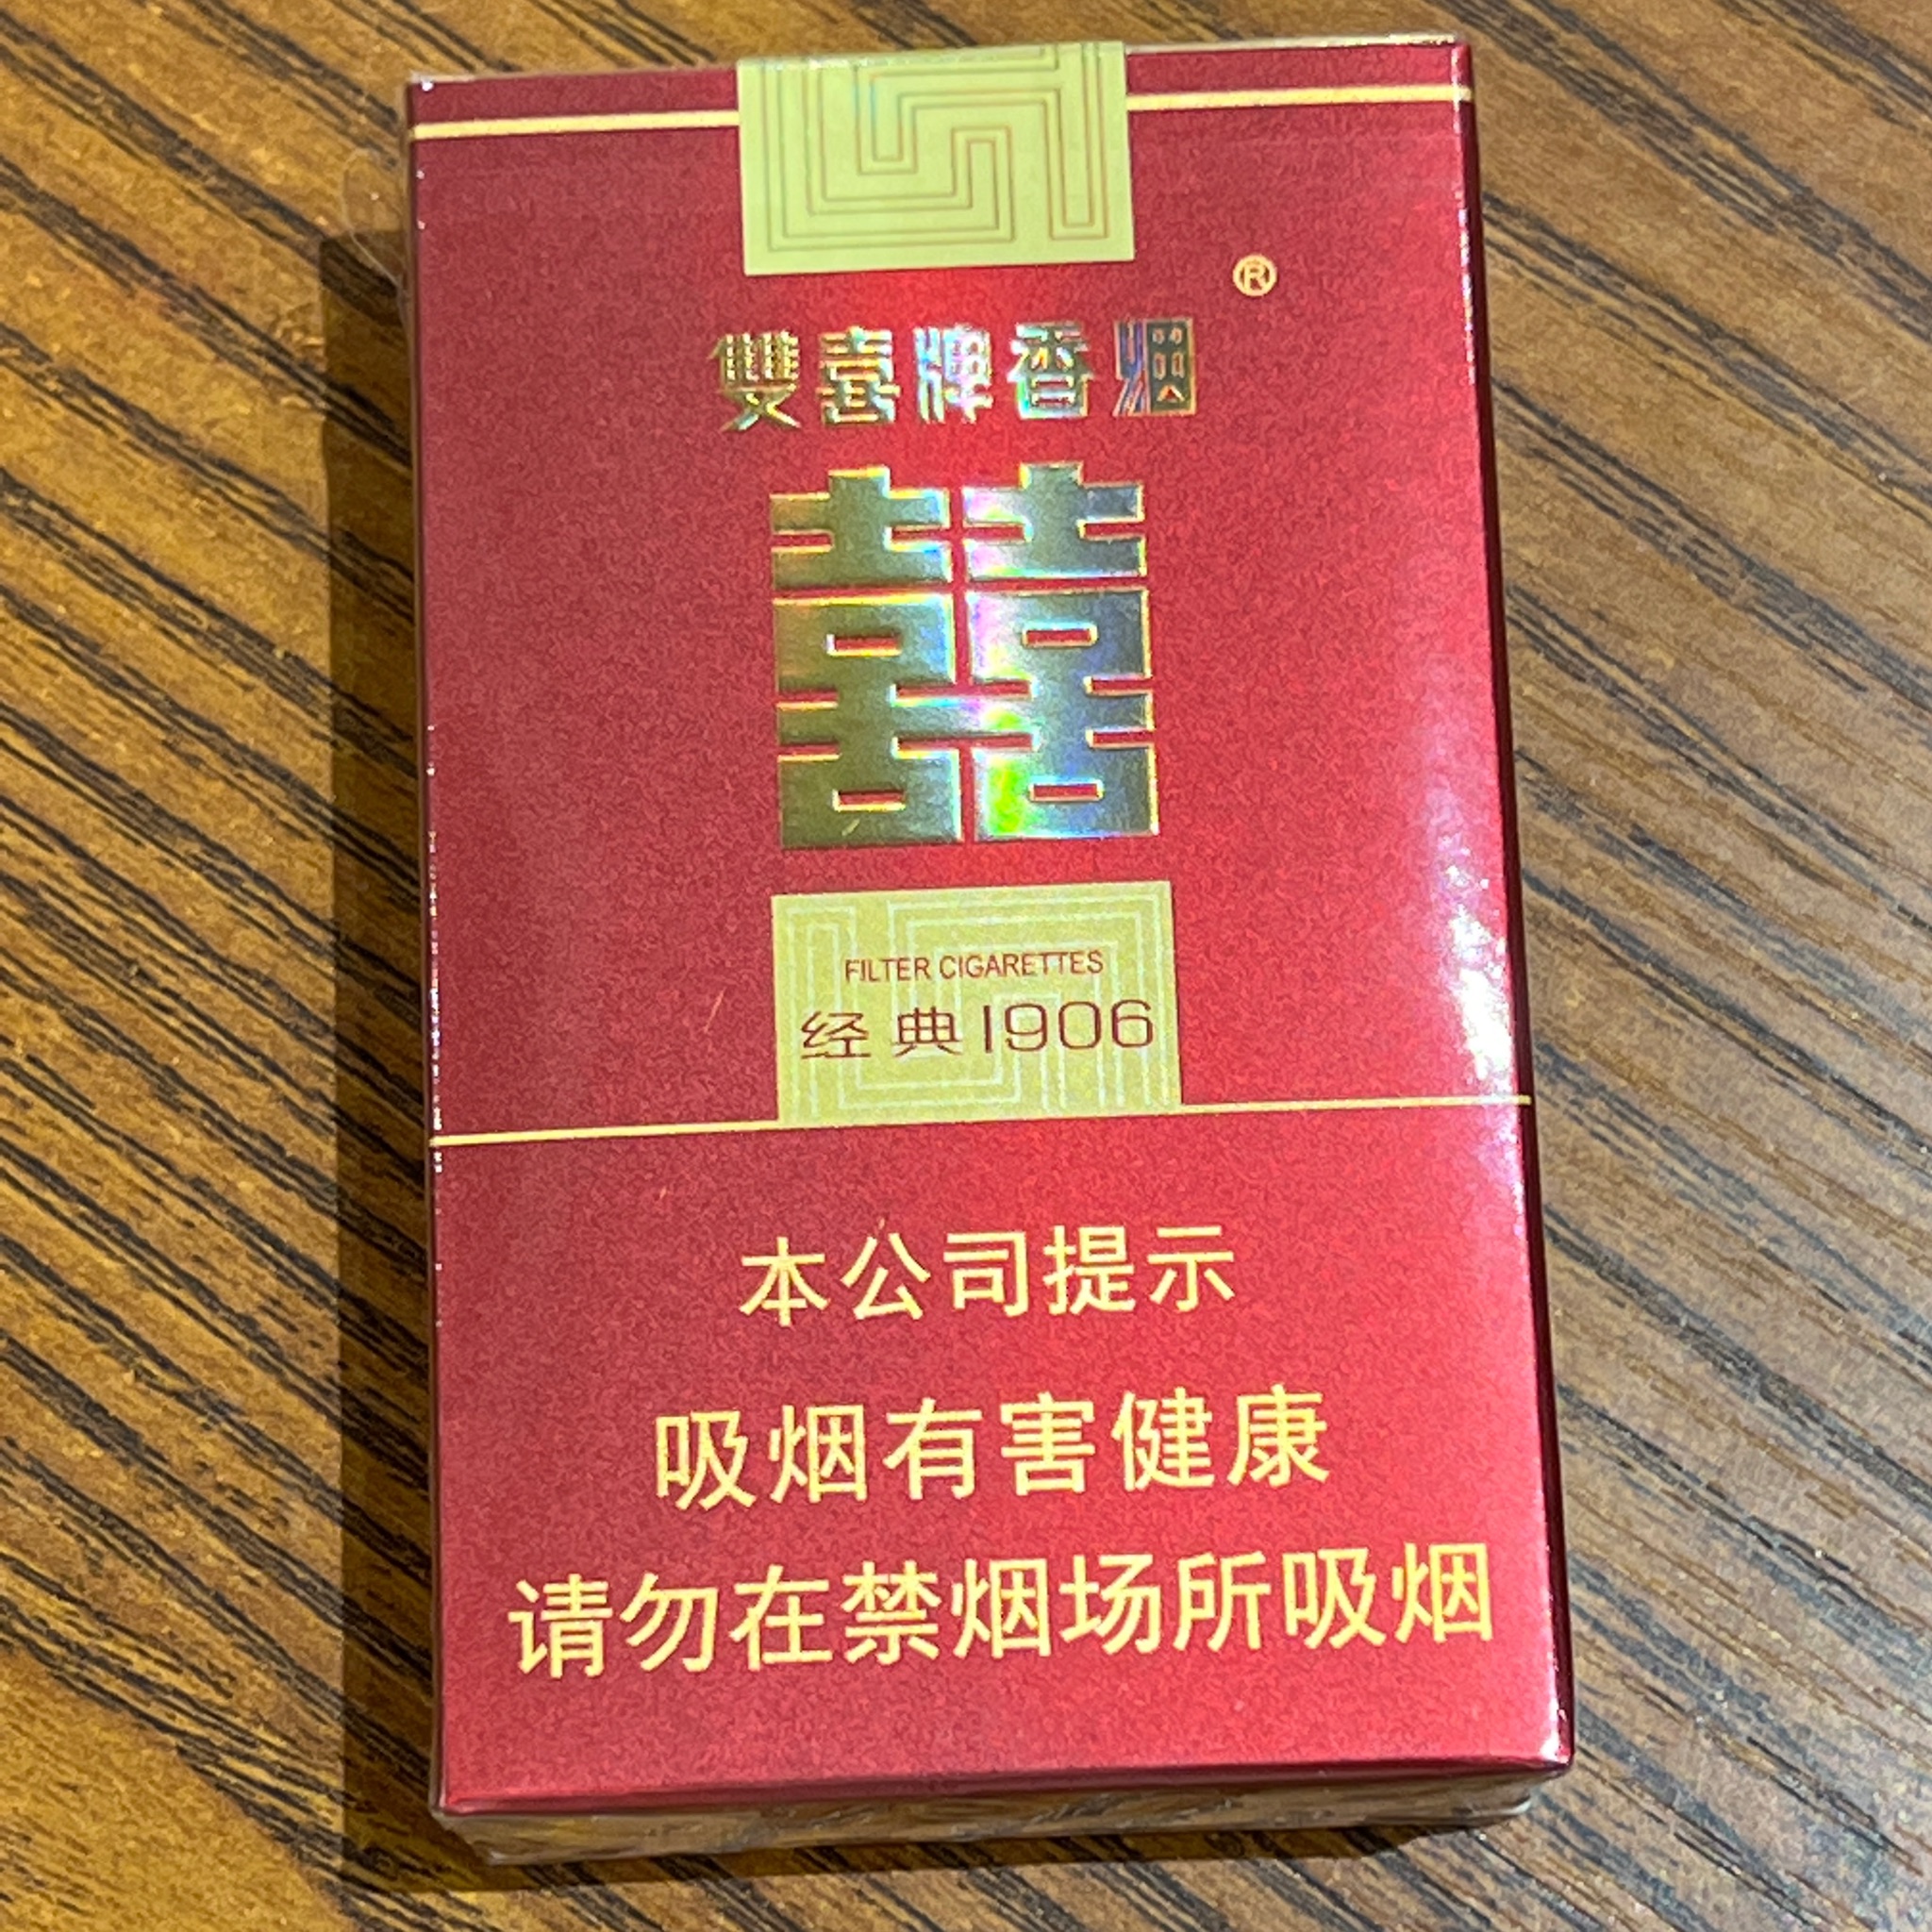 ®
雙喜牌香烟
囍
FILTER CIGARETTES
经典1906
本公司提示
吸烟有害健康
请勿在禁烟场所吸烟